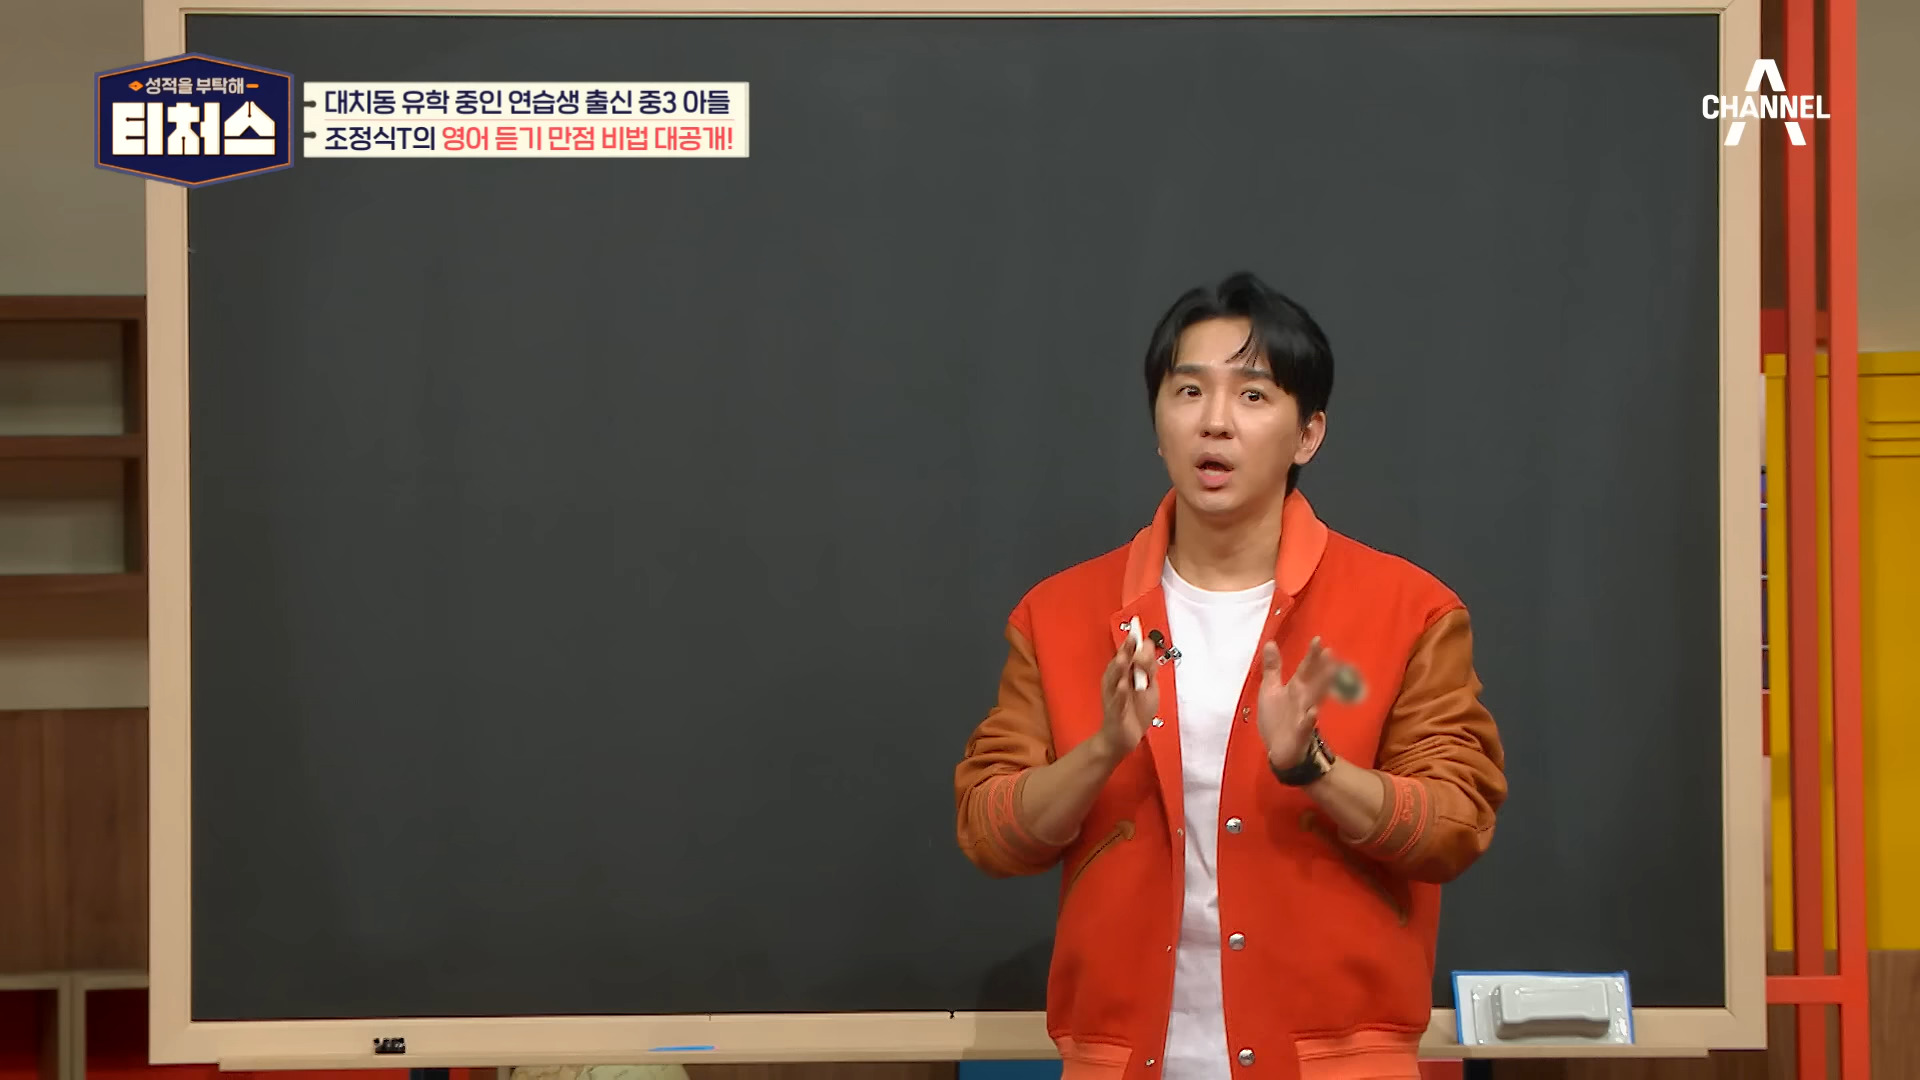 성적을 부탁해
티처스
대치동 유학 중인 연습생 출신 중3 아들
조정식T의 영어 듣기 만점 비법 대공개!
CHANNEL A